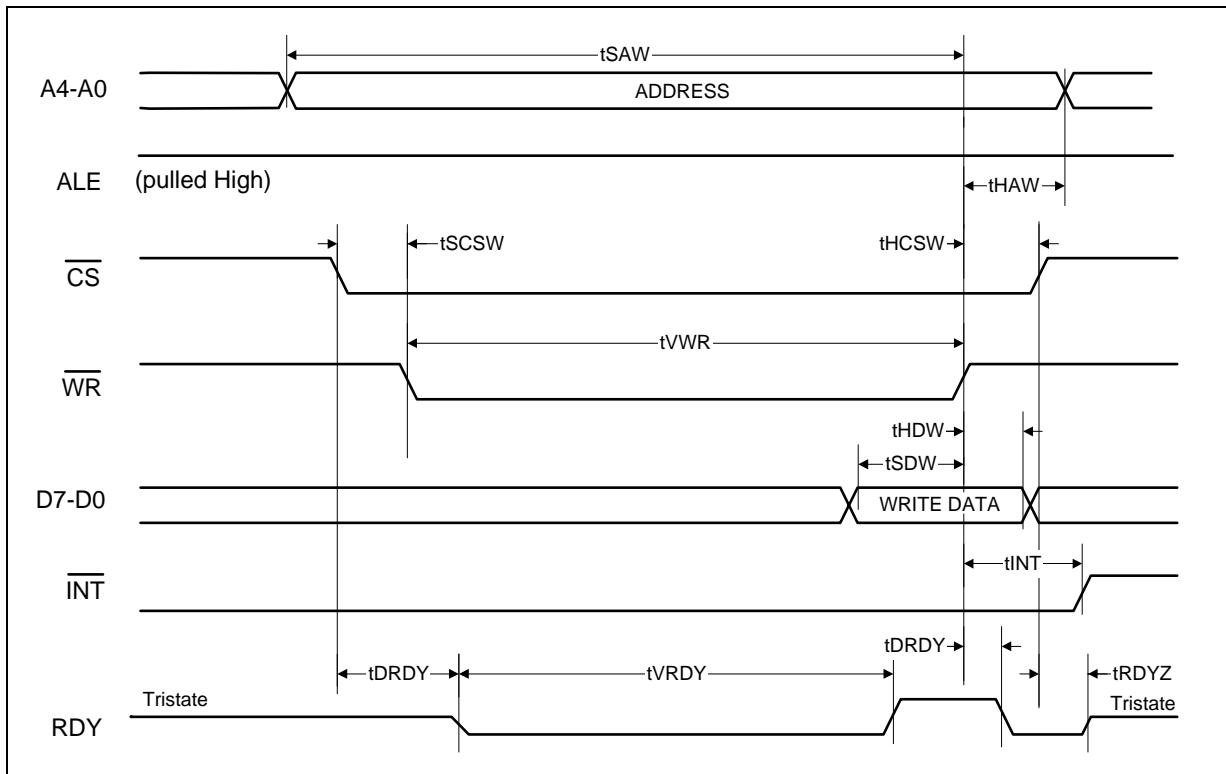 tSAW
A4-A0
ADDRESS
ALE
(pulled High)
tHAW
tSCSW
tHCSW
CS
tVWR
WR
tHDW
tSDW
D7-D0
WRITE DATA
tINT
INT
tDRDY
tDRDY
tVRDY
tRDYZ
Tristate
Tristate
RDY